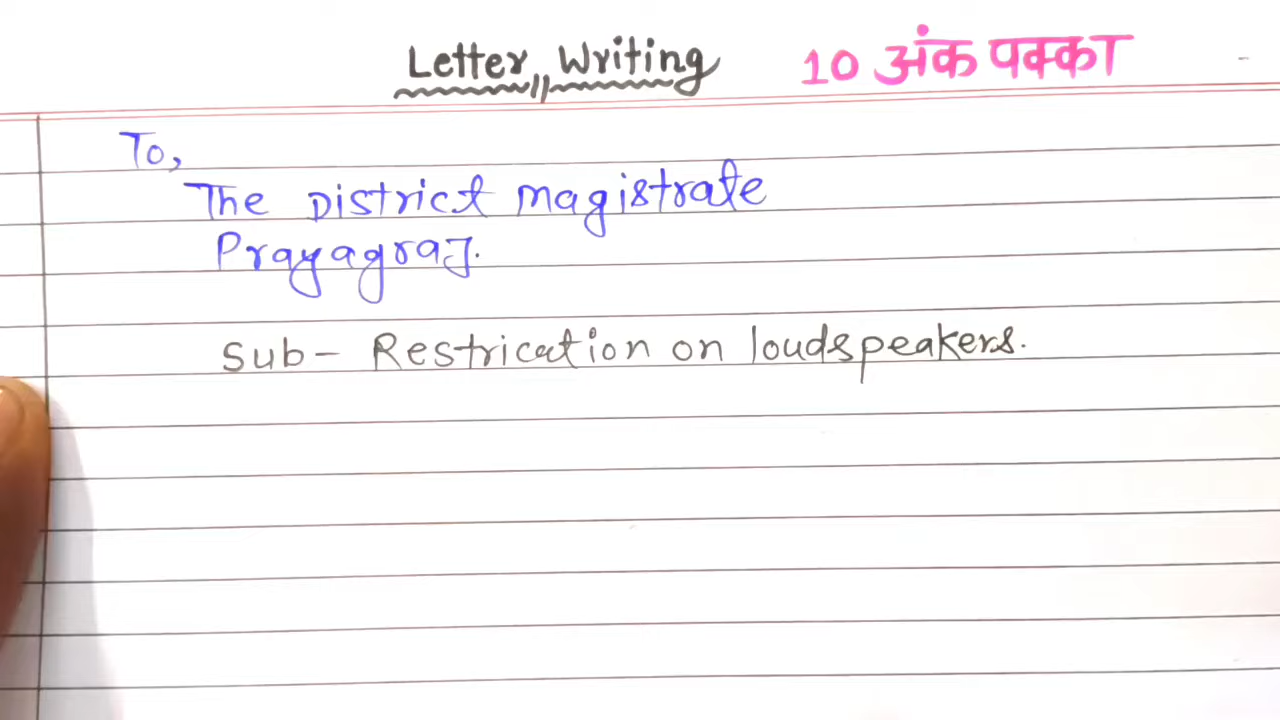 Letter Writing 10 अंक पक्का
To,
The District magistrate
Prayagraj.
Sub - Restrication on loudspeakers.